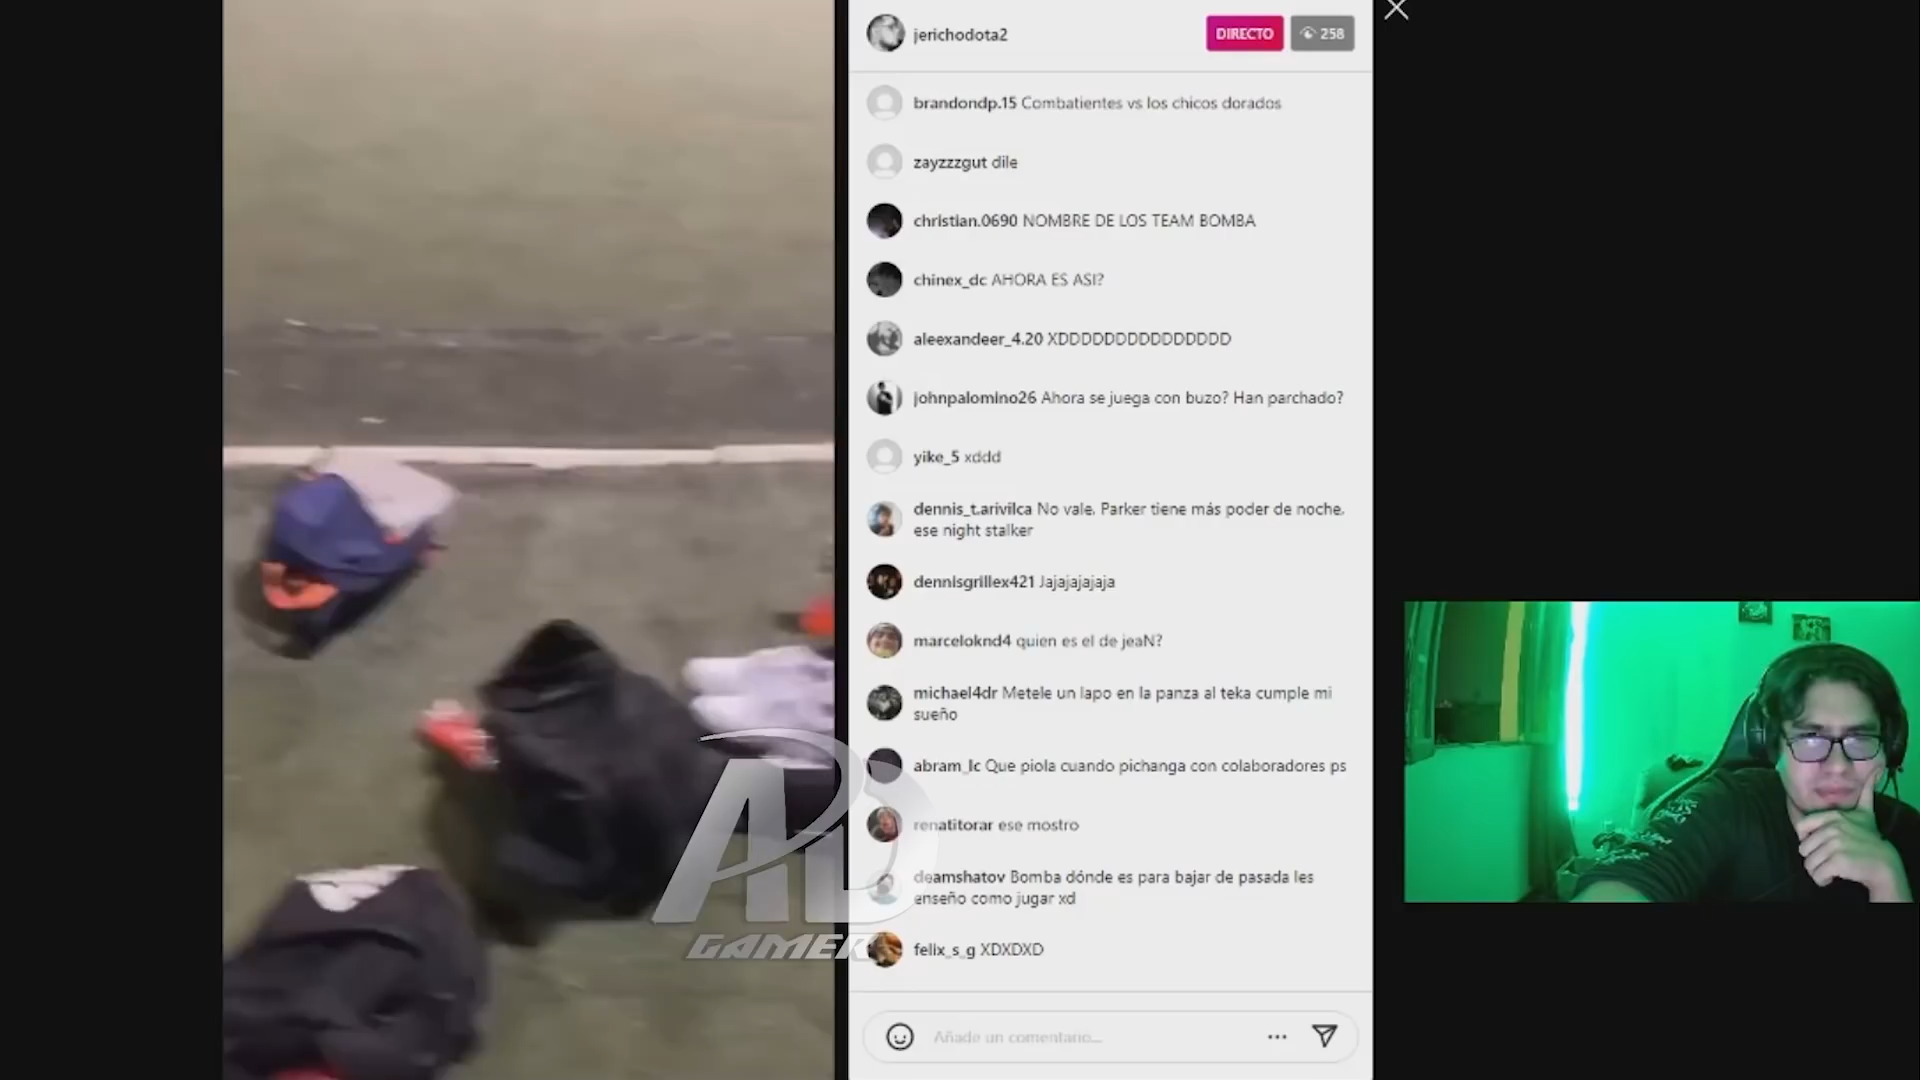 jerichodota2
DIRECTO
258
brandondp.15 Combatientes vs los chicos dorados
zayzzzgut dile
christian.0690 NOMBRE DE LOS TEAM BOMBA
chinex_dc AHORA ES ASI?
aleexandeer_4.20 XDDDDDDDDDDDDDDDD
johnpalomino26 Ahora se juega con buzo? Han parchado?
yike_5 xddd
dennis_t.arivilca No vale. Parker tiene más poder de noche.
ese night stalker
dennisgrillex421 Jajajajajaja
marceloknd4 quien es el de jeaN?
michael4dr Metele un lapo en la panza al teka cumple mi
sueño
abram_lc Que piola cuando pichanga con colaboradores ps
renatitorar ese mostro
deamshatov Bomba dónde es para bajar de pasada les
enseño como jugar xd
felix_s_g XDXDXD
Añade un comentario...
AD
GAMER